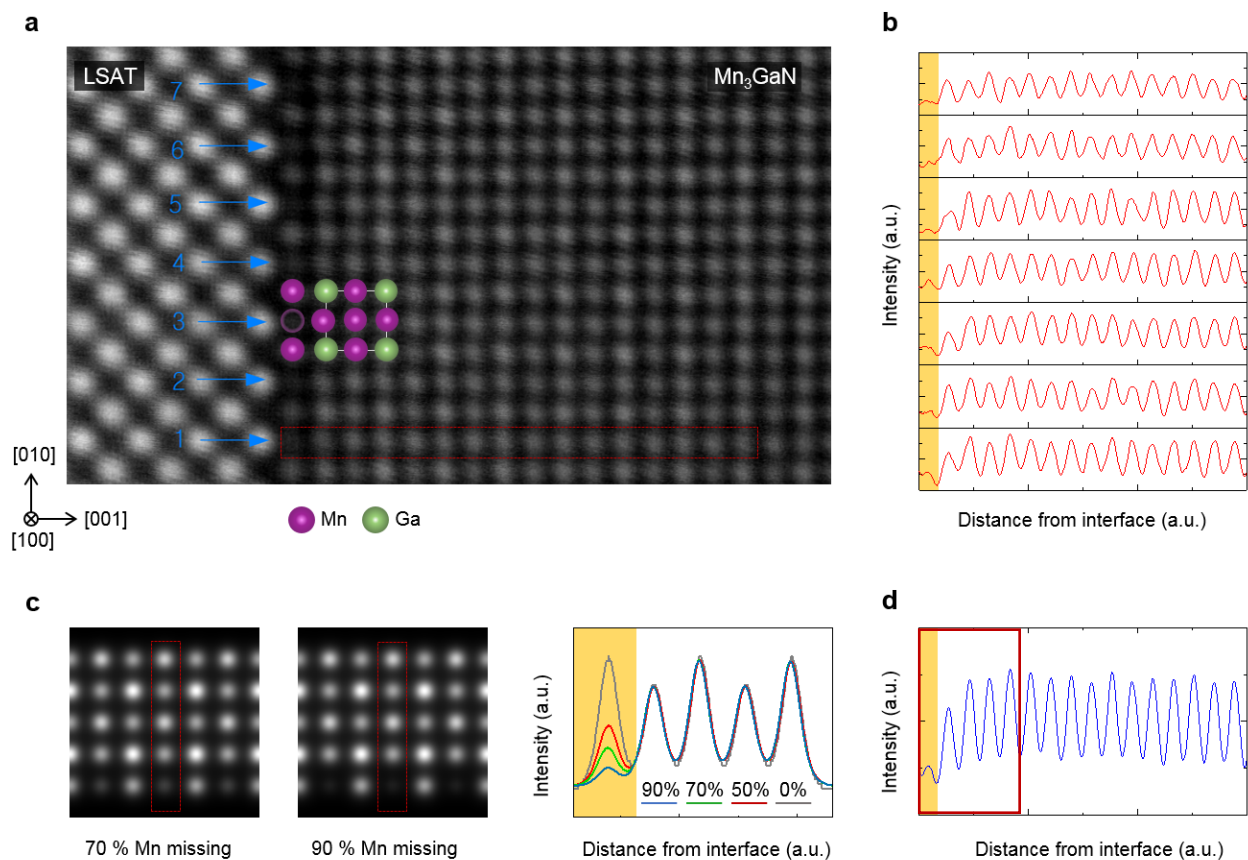 a
LSAT
Mn₃GaN
7
6
5
4
3
2
1
[010]
[001]
[100]
Mn
Ga
b
Intensity (a.u.)
Distance from interface (a.u.)
c
70 % Mn missing
90 % Mn missing
Intensity (a.u.)
90% 70% 50% 0%
Distance from interface (a.u.)
d
Intensity (a.u.)
Distance from interface (a.u.)